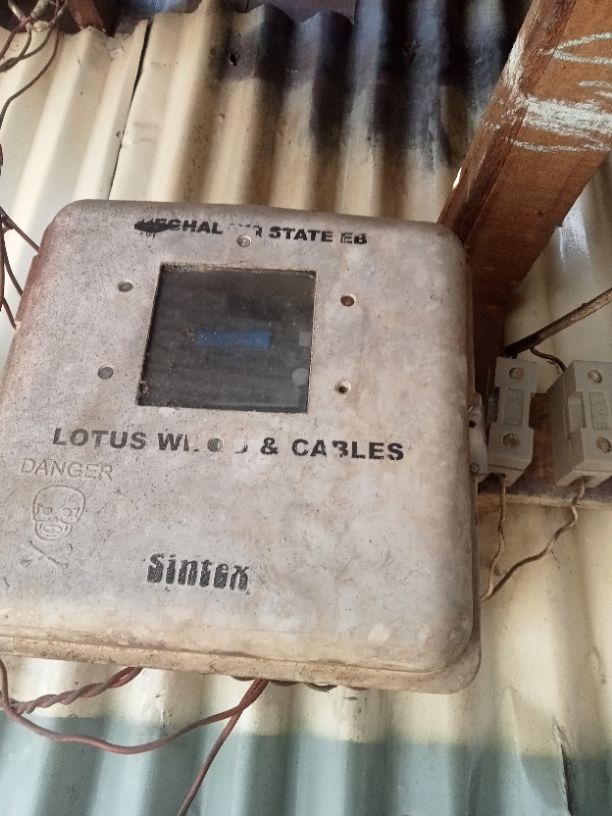 STATE EB
LOTUS & CABLES
DANGER
Sintex